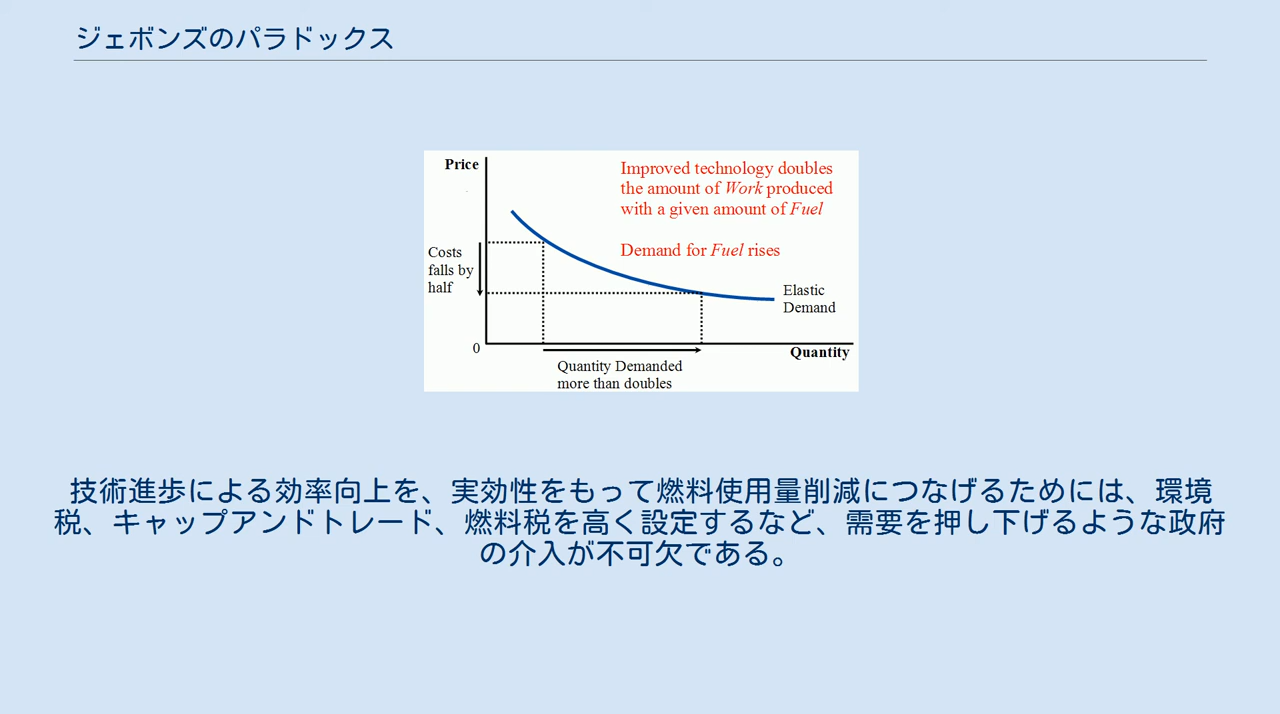 ジェボンズのパラドックス
Price
Improved technology doubles
the amount of Work produced
with a given amount of Fuel
Demand for Fuel rises
Costs
falls by
half
Elastic
Demand
0
Quantity
Quantity Demanded
more than doubles
技術進歩による効率向上を、実効性をもって燃料使用量削減につなげるためには、環境
税、キャップアンドトレード、燃料税を高く設定するなど、需要を押し下げるような政府
の介入が不可欠である。